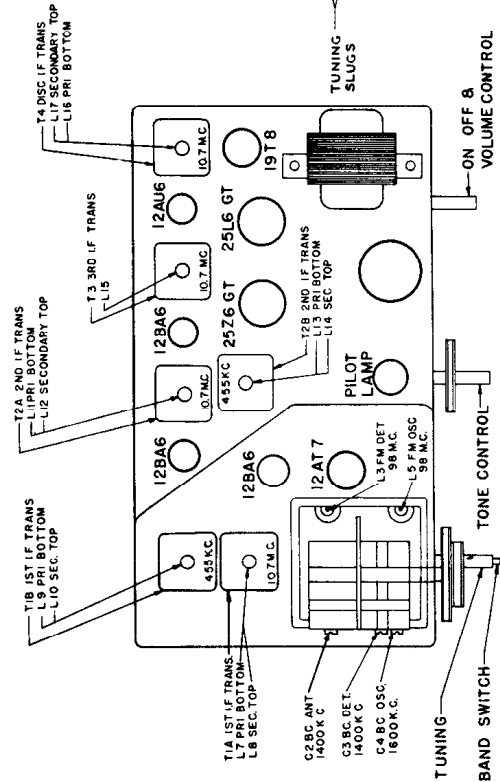 T4 DISC I.F TRANS
L17 SECONDARY TOP
L16 PRI BOTTOM
10.7 M.C.
TUNING
SLUGS
19T8
12AU6
T3 3RD I.F TRANS
L15
10.7 M.C.
25L6 GT
ON OFF &
VOLUME CONTROL
12BA6
25Z6 GT
T2A 2ND I.F TRANS
L11 PRI BOTTOM
L12 SECONDARY TOP
10.7 M.C.
455 KC
T2B 2ND I.F TRANS
L13 PRI BOTTOM
L14 SEC TOP
PILOT
LAMP
TONE CONTROL
12BA6
12BA6
12AT7
L3 FM DET
98 M.C.
L5 FM OSC
98 M.C.
T1B 1ST I.F TRANS
L9 PRI BOTTOM
L10 SEC. TOP
455 K.C.
10.7 M.C.
T1A 1ST I.F TRANS.
L7 PRI BOTTOM
L8 SEC. TOP
C2 BC ANT
1400 K C
C3 BC. DET.
1400 K C
C4 BC OSC.
1600 K.C.
TUNING
BAND SWITCH